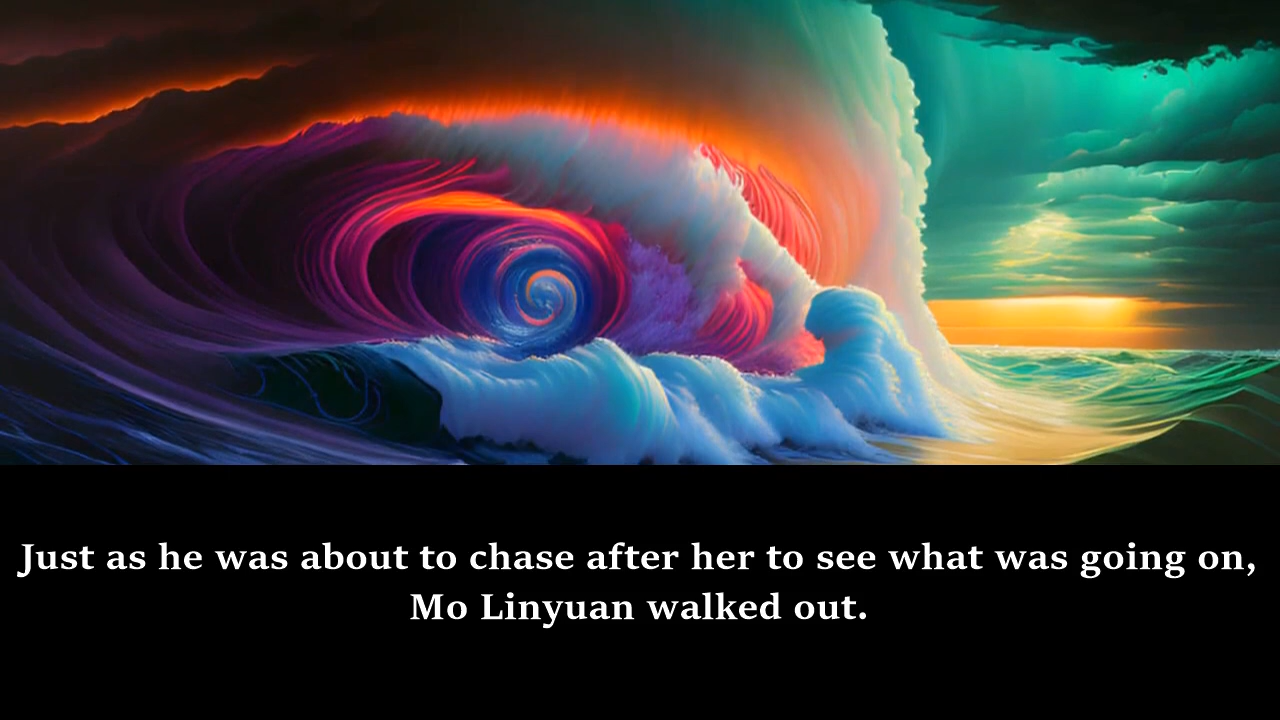 Just as he was about to chase after her to see what was going on,
Mo Linyuan walked out.